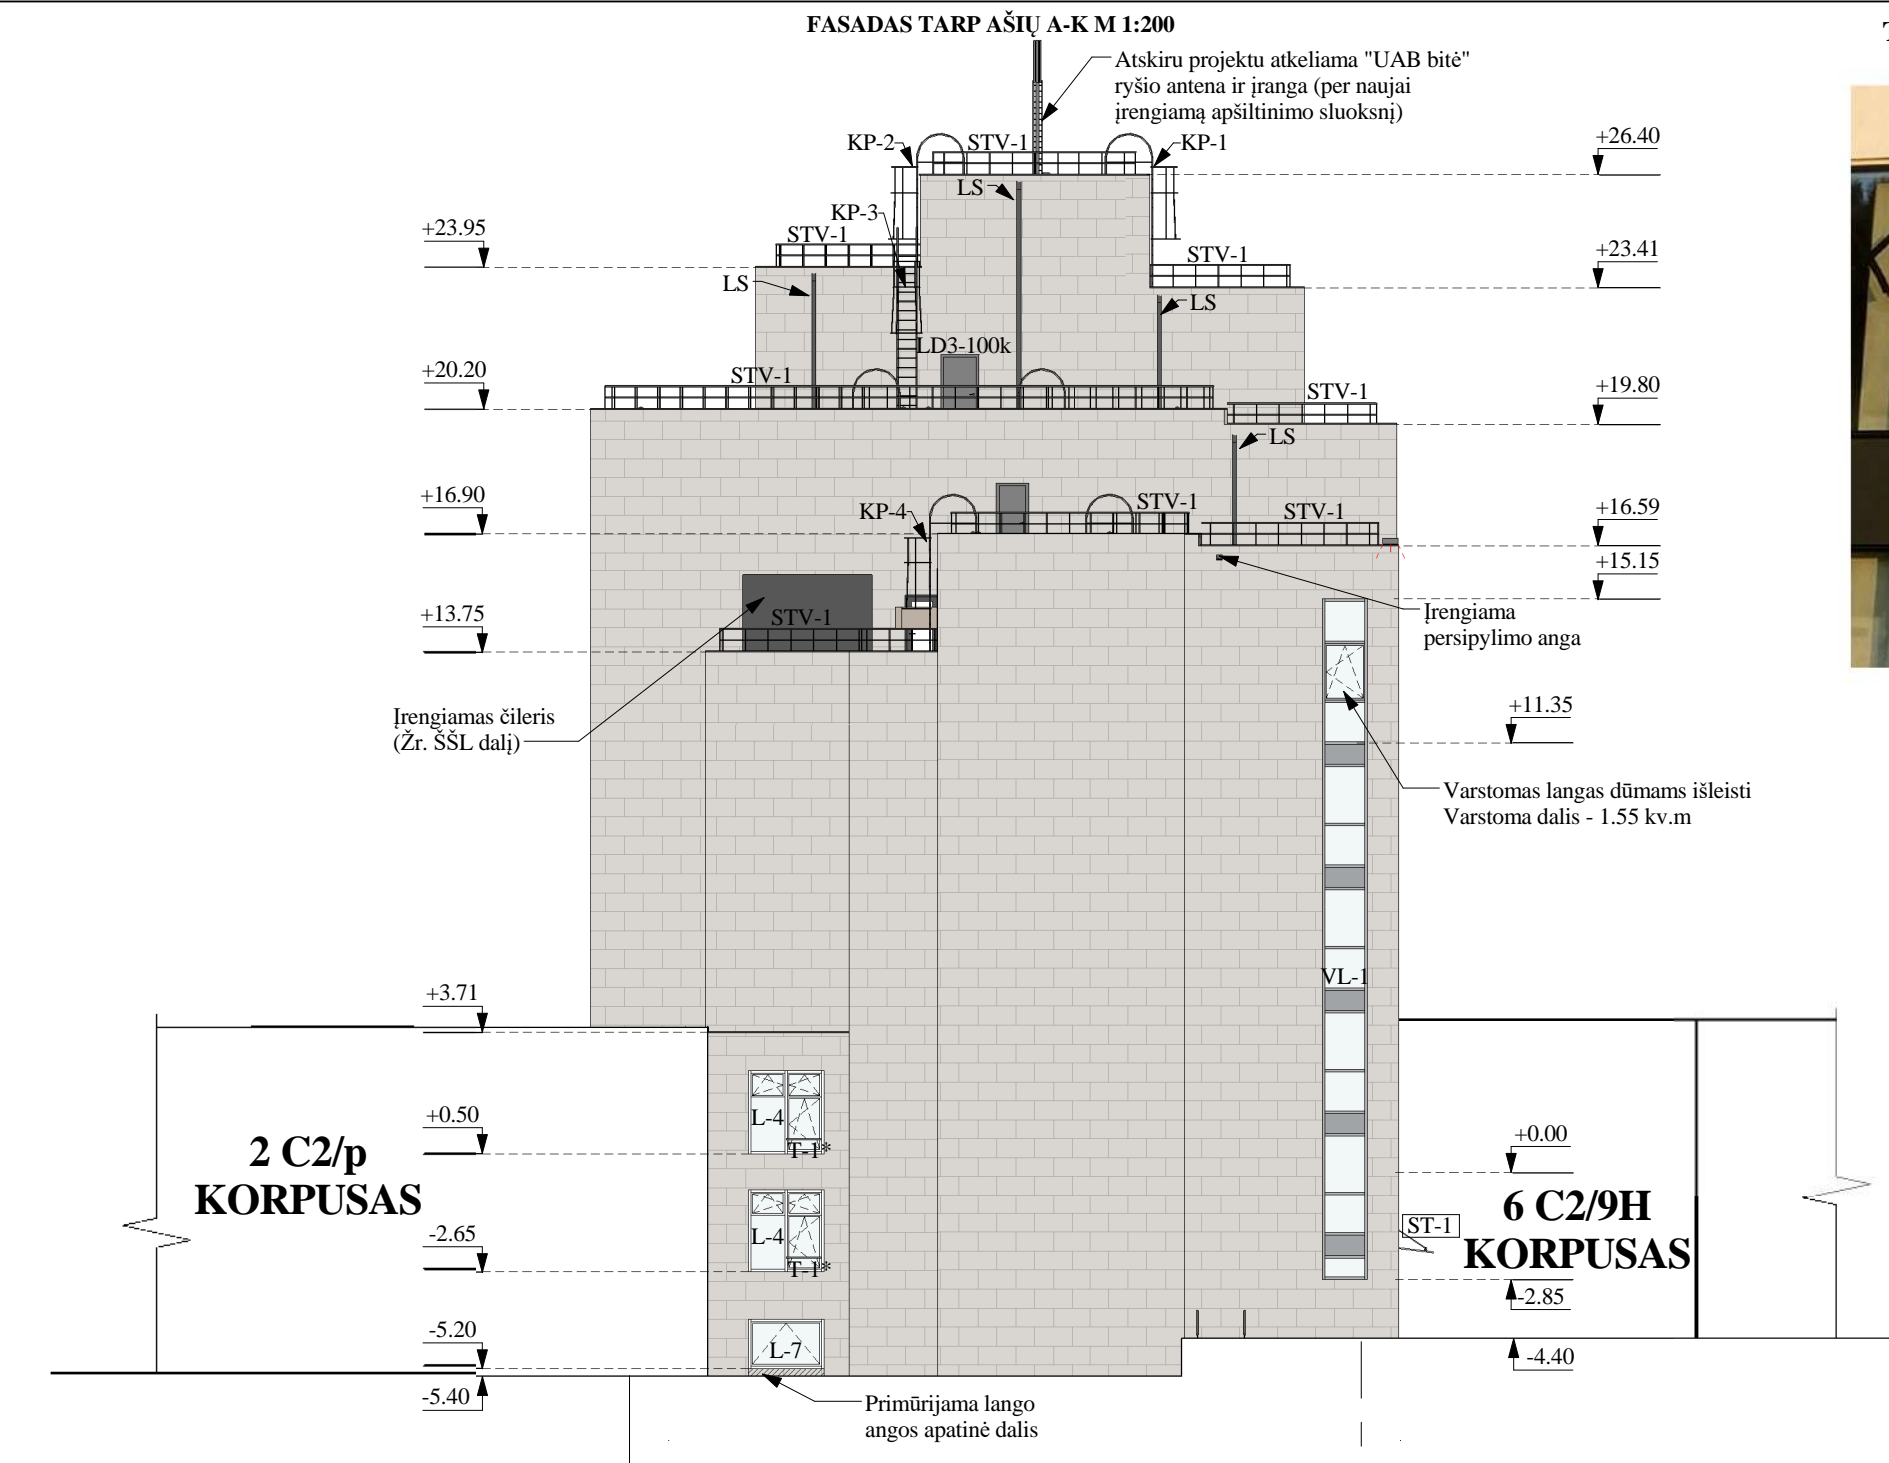 FASADAS TARP AŠIŲ A-K M 1:200
Atskiru projektu atkeliama "UAB bitė"
ryšio antena ir įranga (per naujai
įrengiamą apšiltinimo sluoksnį)
KP-2
STV-1
KP-1
+26.40
LS
KP-3
+23.95
STV-1
STV-1
+23.41
LS
LS
LD3-100k
+20.20
STV-1
STV-1
+19.80
LS
+16.90
KP-4
STV-1
STV-1
+16.59
+15.15
+13.75
STV-1
Įrengiama
persipylimo anga
Įrengiamas čileris
(Žr. ŠŠL dalį)
+11.35
Varstomas langas dūmams išleisti
Varstoma dalis - 1.55 kv.m
VL-1
+3.71
L-4
T-1*
+0.50
+0.00
2 C2/p
KORPUSAS
6 C2/9H
KORPUSAS
ST-1
-2.65
L-4
T-1*
-2.85
-5.20
L-7
-4.40
-5.40
Primūrijama lango
angos apatinė dalis